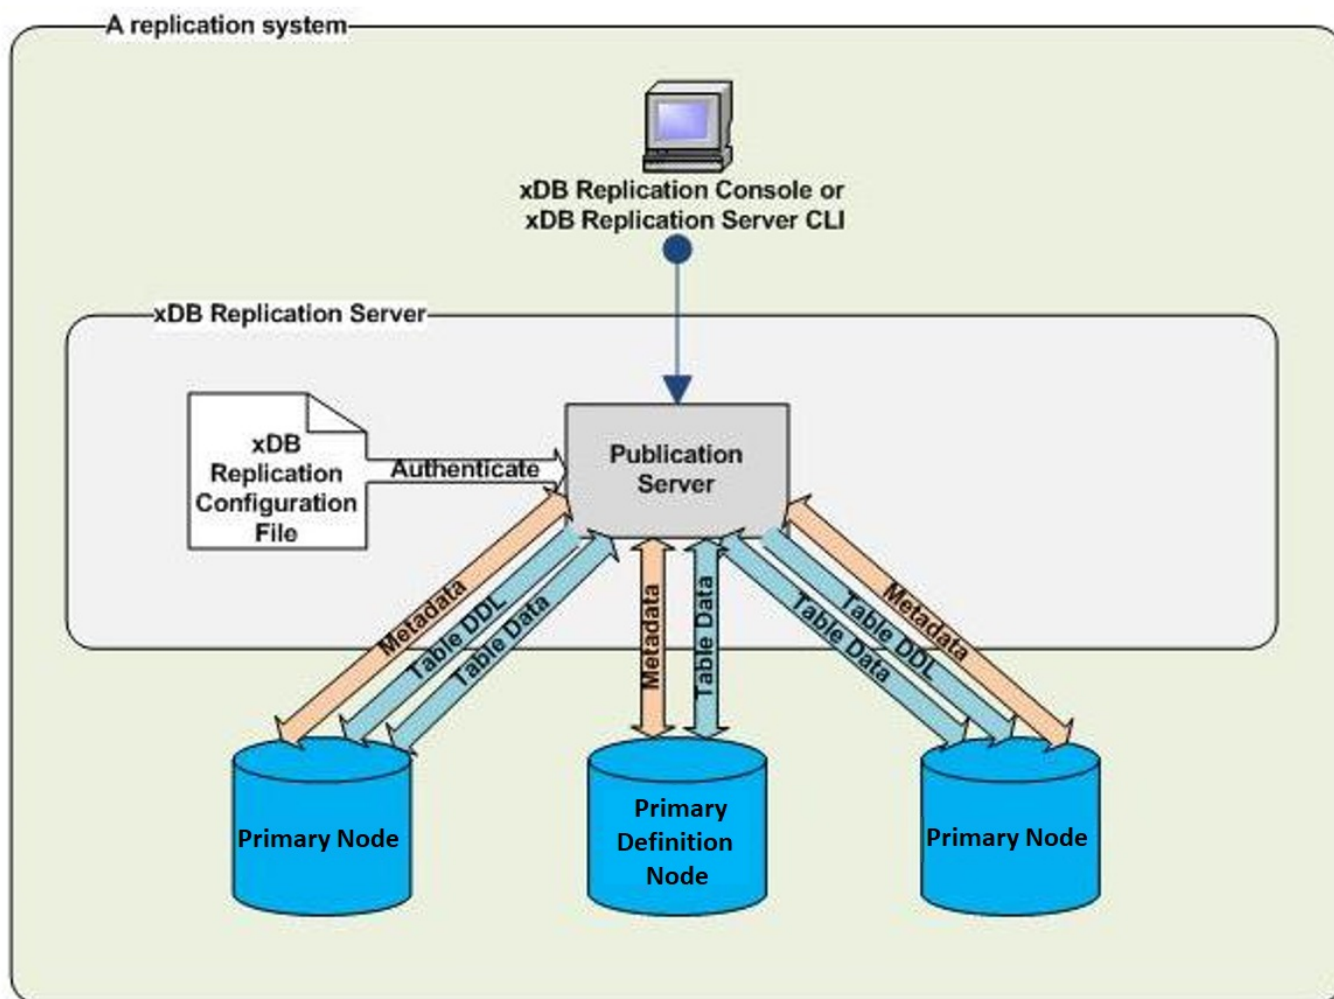 A replication system
xDB Replication Console or
xDB Replication Server CLI
xDB Replication Server
xDB
Replication
Configuration
File
Authenticate
Publication
Server
Metadata
Table DDL
Table Data
Metadata
Table Data
Table Data
Table DDL
Metadata
Primary Node
Primary
Definition
Node
Primary Node